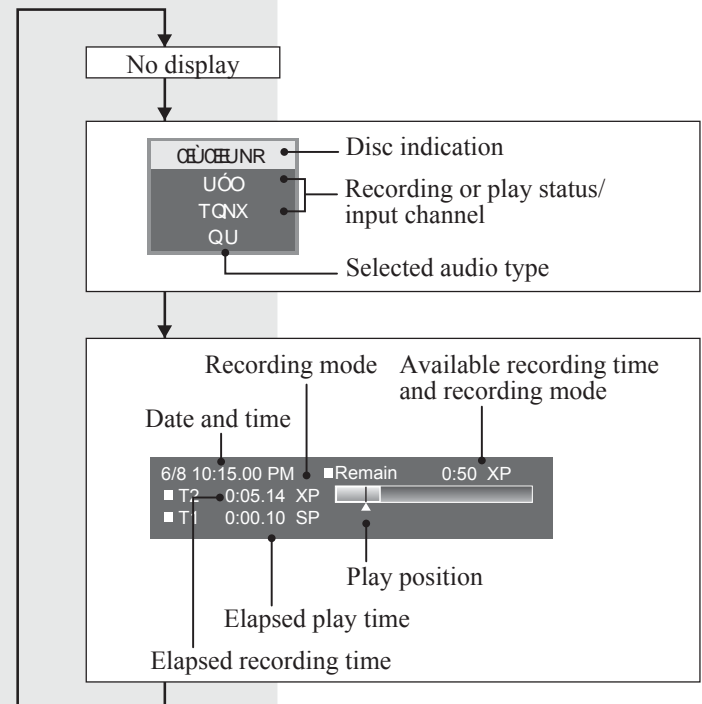 No display
Disc indication
UÓO
Recording or play status/
input channel
QU
Selected audio type
Recording mode
Available recording time
and recording mode
Date and time
6/8 10:15.00 PM
Remain 0:50 XP
T2 0:05.14 XP
T1 0:00.10 SP
Play position
Elapsed play time
Elapsed recording time